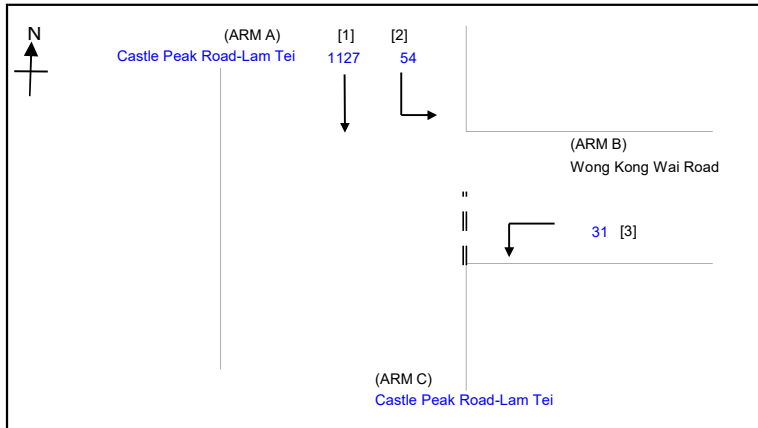 N
(ARM A) [1] [2]
Castle Peak Road-Lam Tei 1127 54
(ARM B)
Wong Kong Wai Road
31 [3]
(ARM C)
Castle Peak Road-Lam Tei